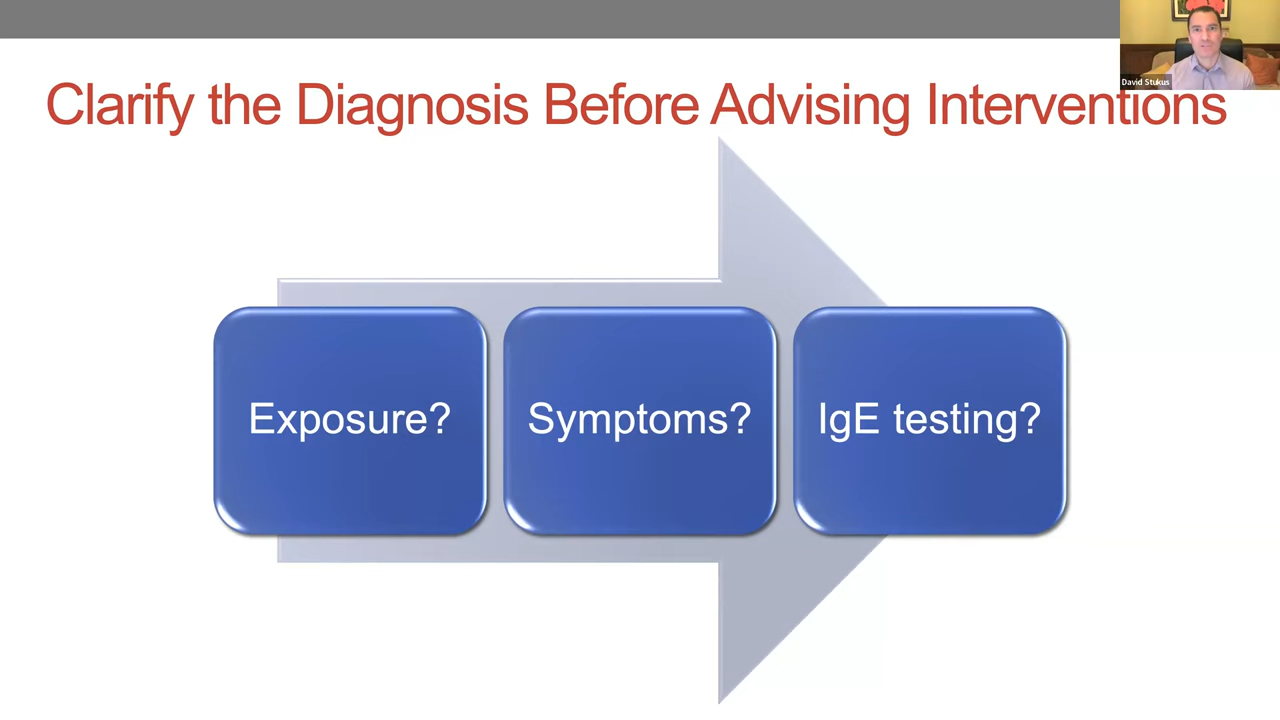 David Stukus
Clarify the Diagnosis Before Advising Interventions
Exposure?
Symptoms?
IgE testing?